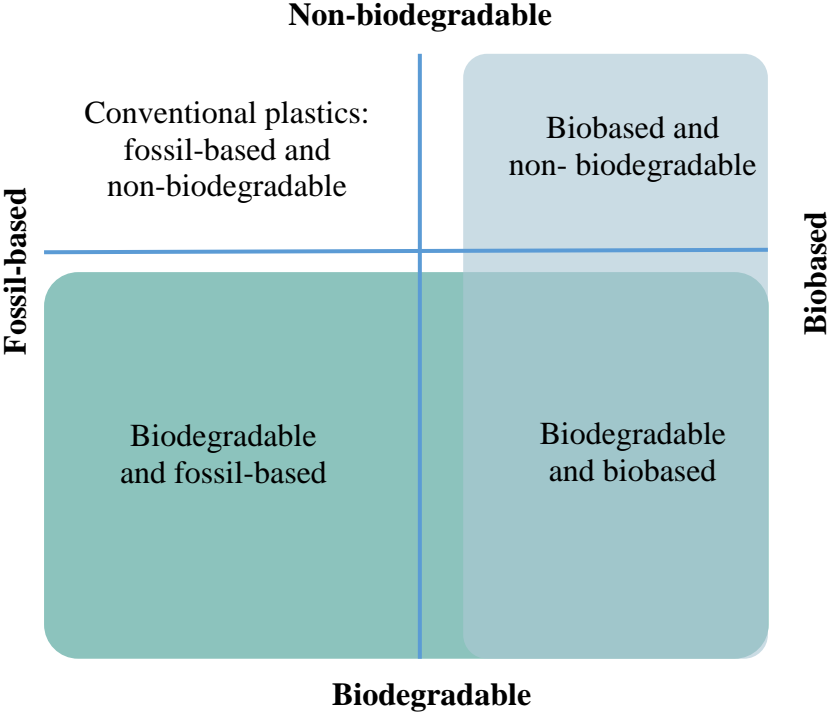 Non-biodegradable
Conventional plastics:
fossil-based and
non-biodegradable
Biobased and
non- biodegradable
Fossil-based
Biobased
Biodegradable
and fossil-based
Biodegradable
and biobased
Biodegradable